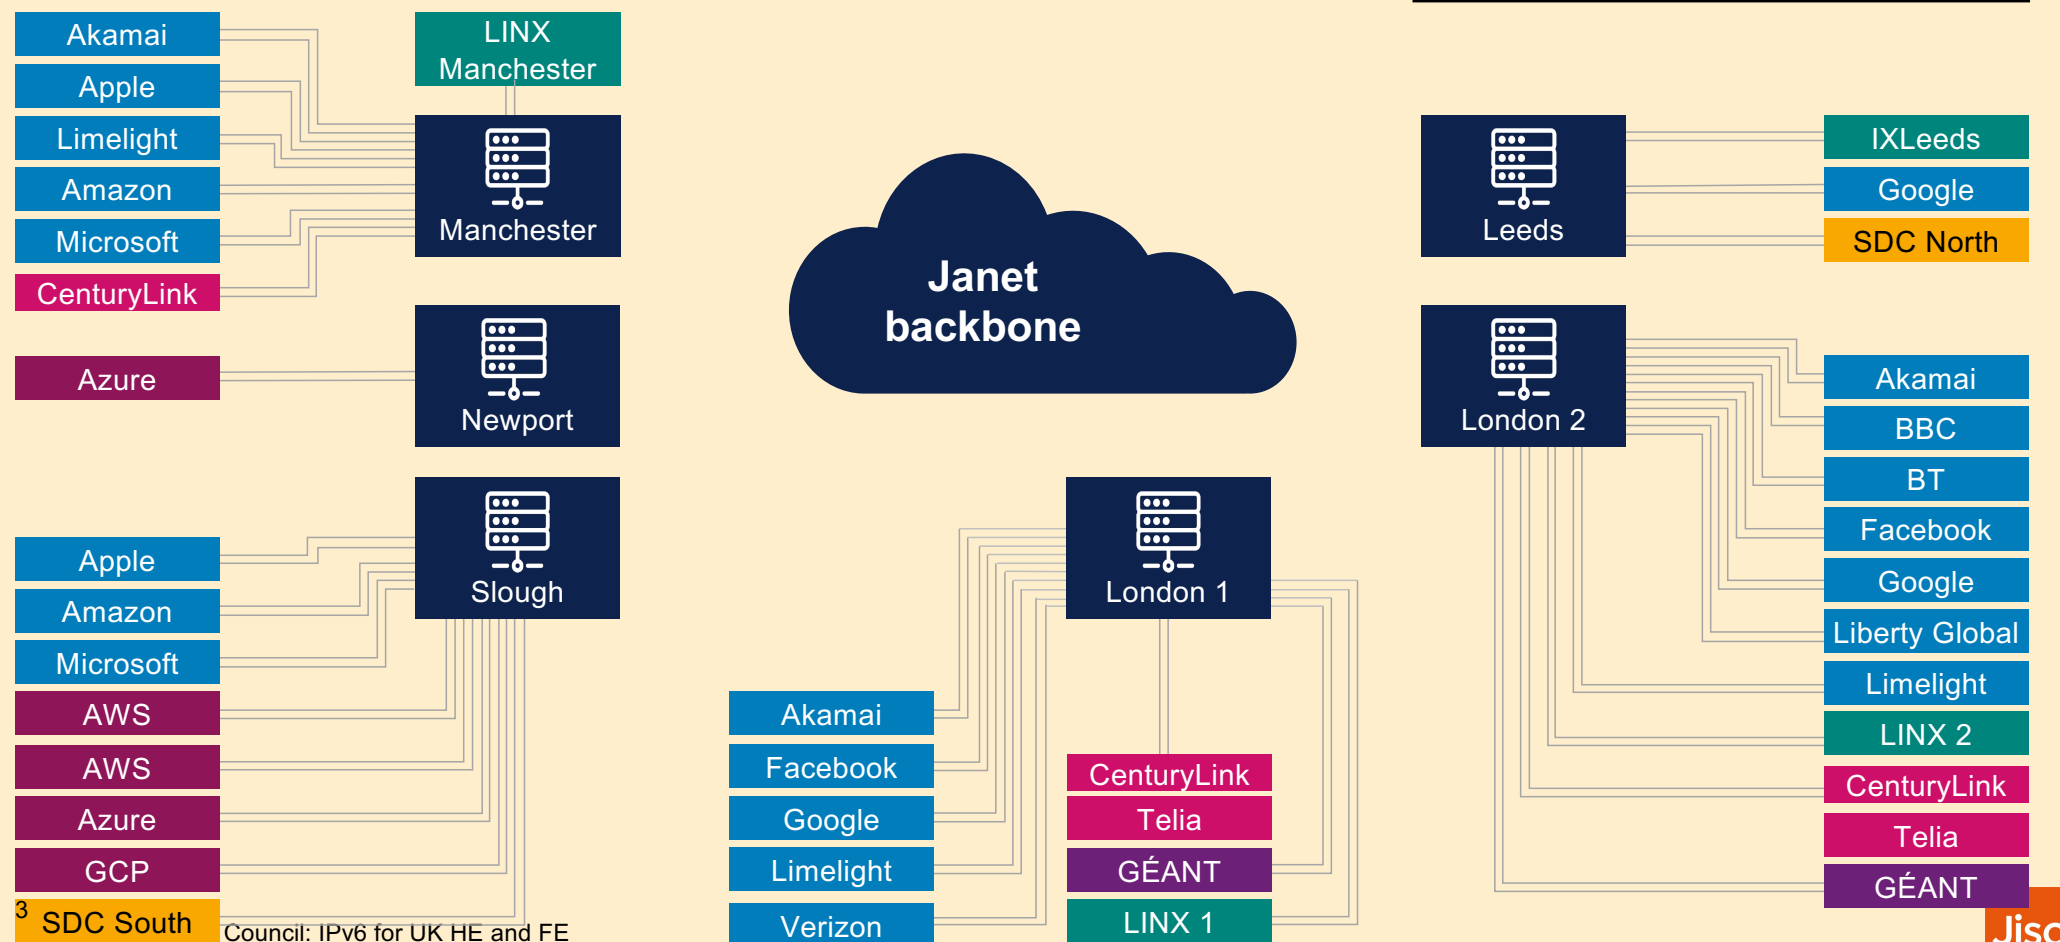 Akamai
Apple
Limelight
Amazon
Microsoft
CenturyLink
LINX
Manchester
Manchester
Azure
Newport
Apple
Amazon
Microsoft
AWS
AWS
Azure
GCP
SDC South
Slough
Janet
backbone
London 1
Akamai
Facebook
Google
Limelight
Verizon
CenturyLink
Telia
GÉANT
LINX 1
Leeds
IXLeeds
Google
SDC North
London 2
Akamai
BBC
BT
Facebook
Google
Liberty Global
Limelight
LINX 2
CenturyLink
Telia
GÉANT
3
Council: IPv6 for UK HE and FE
Jisc